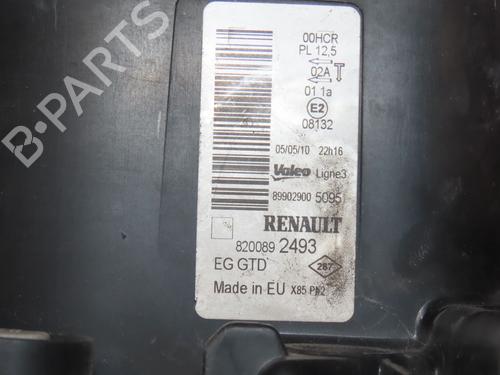 00HCR
PL 12,5
02A
01 1a
E2
08132
05/05/10 22h16
Valeo Ligne3
89902900 5095
RENAULT
820089 2493
EG GTD 287
Made in EU X85 Ph2